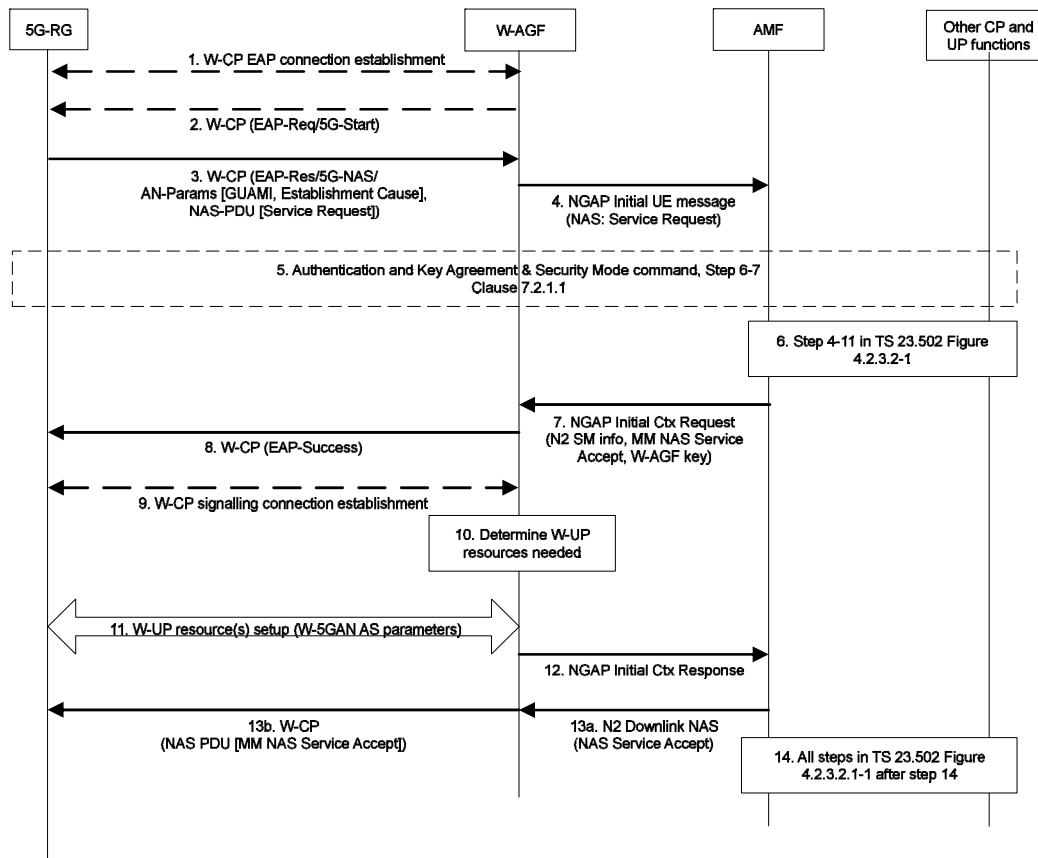 5G-RG
W-AGF
AMF
Other CP and
UP functions
1. W-CP EAP connection establishment
2. W-CP (EAP-Req/5G-Start)
3. W-CP (EAP-Res/5G-NAS/
AN-Params [GUAMI, Establishment Cause],
NAS-PDU [Service Request])
4. NGAP Initial UE message
(NAS: Service Request)
5. Authentication and Key Agreement & Security Mode command, Step 6-7
Clause 7.2.1.1
6. Step 4-11 in TS 23.502 Figure
4.2.3.2-1
7. NGAP Initial Ctx Request
(N2 SM info, MM NAS Service
Accept, W-AGF key)
8. W-CP (EAP-Success)
9. W-CP signalling connection establishment
10. Determine W-UP
resources needed
11. W-UP resource(s) setup (W-5GAN AS parameters)
12. NGAP Initial Ctx Response
13b. W-CP
(NAS PDU [MM NAS Service Accept])
13a. N2 Downlink NAS
(NAS Service Accept)
14. All steps in TS 23.502 Figure
4.2.3.2.1-1 after step 14